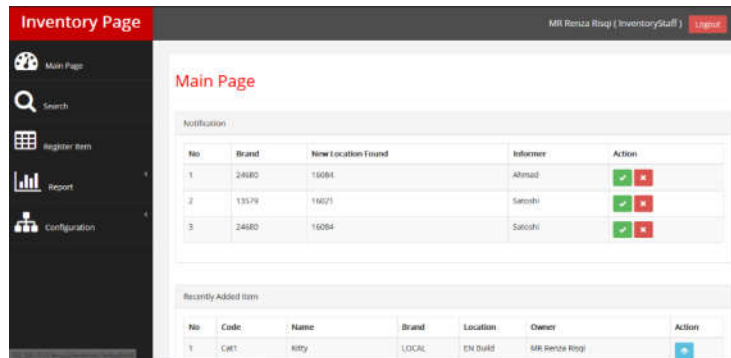 Inventory Page
MR Renza Risqi ( InventoryStaff ) Logout
Main Page
Search
Register Item
Report
Configuration
Main Page
Notification
No Brand New Location Found Informer Action
1 24680 16084 Ahmad
2 13579 16021 Satoshi
3 24680 16084 Satoshi
Recently Added Item
No Code Name Brand Location Owner Action
1 Cat1 Kitty LOCAL EN Build MR Renza Risqi